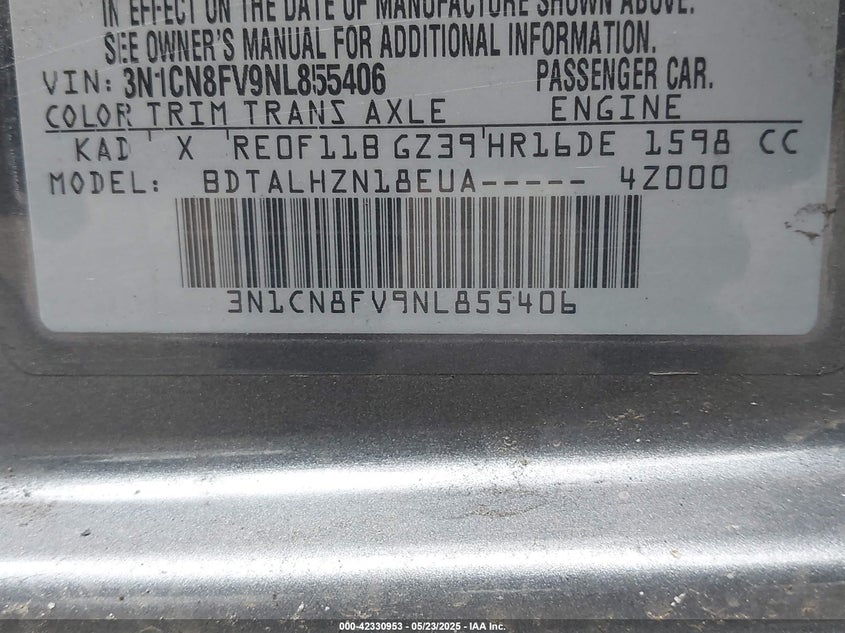 IN EFFECT ON THE DATE OF MANUFACTURE SHOWN ABOVE.
SEE OWNER'S MANUAL FOR ADDITIONAL INFORMATION.
VIN: 3N1CN8FV9NL855406 PASSENGER CAR.
COLOR TRIM TRANS AXLE ENGINE
KAD X RE0F11B GZ39 HR16DE 1598 CC
MODEL: BDTALHZN18EUA----- 4Z000
3N1CN8FV9NL855406
000-42330953 - 05/23/2025 - IAA Inc.